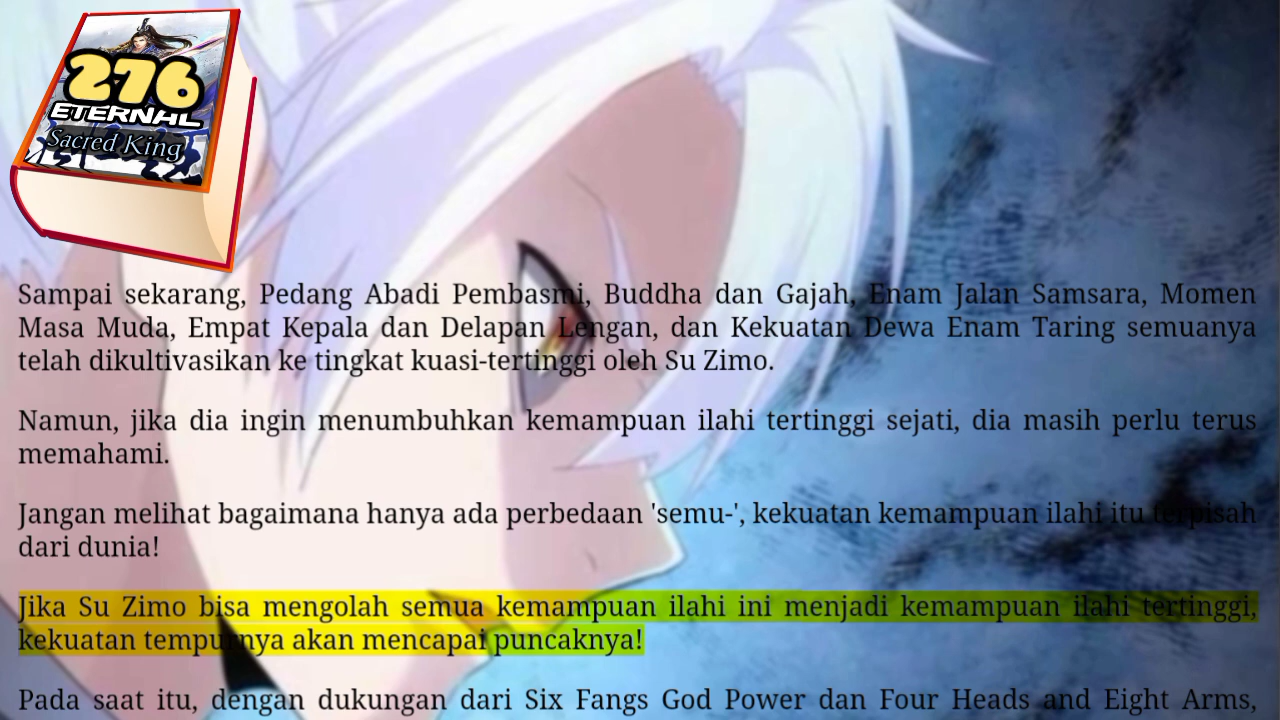 276
ETERNAL
Sacred King
Sampai sekarang, Pedang Abadi Pembasmi, Buddha dan Gajah, Enam Jalan Samsara, Momen
Masa Muda, Empat Kepala dan Delapan Lengan, dan Kekuatan Dewa Enam Taring semuanya
telah dikultivasikan ke tingkat kuasi-tertinggi oleh Su Zimo.
Namun, jika dia ingin menumbuhkan kemampuan ilahi tertinggi sejati, dia masih perlu terus
memahami.
Jangan melihat bagaimana hanya ada perbedaan 'semu-', kekuatan kemampuan ilahi itu terpisah
dari dunia!
Jika Su Zimo bisa mengolah semua kemampuan ilahi ini menjadi kemampuan ilahi tertinggi,
kekuatan tempurnya akan mencapai puncaknya!
Pada saat itu, dengan dukungan dari Six Fangs God Power dan Four Heads and Eight Arms,